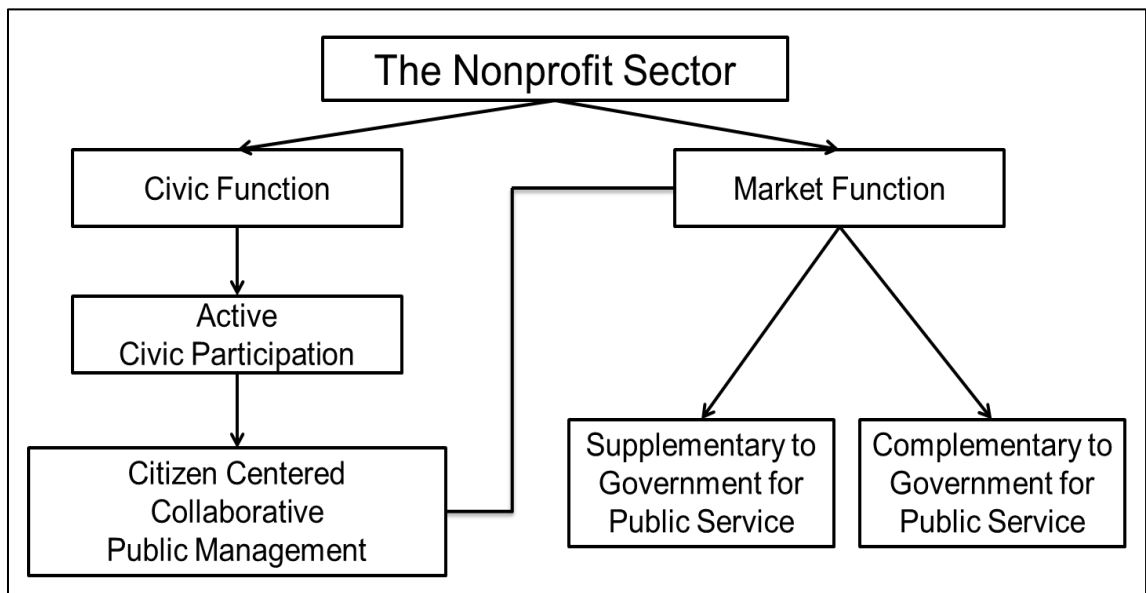 The Nonprofit Sector
Civic Function
Market Function
Active
Civic Participation
Citizen Centered
Collaborative
Public Management
Supplementary to
Government for
Public Service
Complementary to
Government for
Public Service